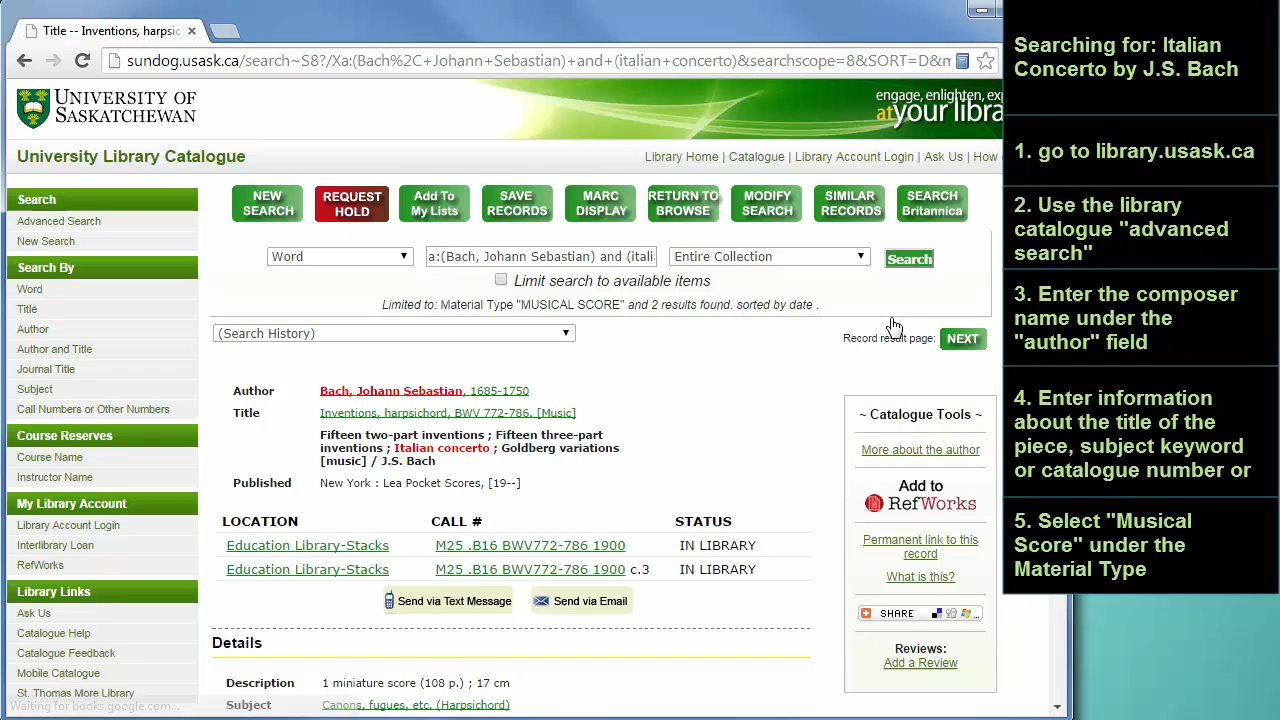 Title -- Inventions, harpsic
sundog.usask.ca/search~S8?/Xa:(Bach%2C+Johann+Sebastian)+and+(italian+concerto)&searchscope=8&SORT=D&m
UNIVERSITY OF
SASKATCHEWAN
engage, enlighten, exp
at your libra
University Library Catalogue
Library Home | Catalogue | Library Account Login | Ask Us | How
Search
Advanced Search
New Search
Search By
Word
Title
Author
Author and Title
Journal Title
Subject
Call Numbers or Other Numbers
Course Reserves
Course Name
Instructor Name
My Library Account
Library Account Login
Interlibrary Loan
RefWorks
Library Links
Ask Us
Catalogue Help
Catalogue Feedback
Mobile Catalogue
St. Thomas More Library
Waiting for books.google.com...
NEW SEARCH
REQUEST HOLD
Add To My Lists
SAVE RECORDS
MARC DISPLAY
RETURN TO BROWSE
MODIFY SEARCH
SIMILAR RECORDS
SEARCH Britannica
Word a:(Bach, Johann Sebastian) and (itali Entire Collection Search
Limit search to available items
Limited to: Material Type "MUSICAL SCORE" and 2 results found. sorted by date .
(Search History)
Record result page: NEXT
Author Bach, Johann Sebastian, 1685-1750
Title Inventions, harpsichord, BWV 772-786. [Music]
Fifteen two-part inventions ; Fifteen three-part
inventions ; Italian concerto ; Goldberg variations
[music] / J.S. Bach
Published New York : Lea Pocket Scores, [19--]
LOCATION CALL # STATUS
Education Library-Stacks M25 .B16 BWV772-786 1900 IN LIBRARY
Education Library-Stacks M25 .B16 BWV772-786 1900 c.3 IN LIBRARY
Send via Text Message Send via Email
Details
Description 1 miniature score (108 p.) ; 17 cm
Subject Canons, fugues, etc. (Harpsichord)
~ Catalogue Tools ~
More about the author
Add to
RefWorks
Permanent link to this
record
What is this?
SHARE ...
Reviews:
Add a Review
Searching for: Italian
Concerto by J.S. Bach
1. go to library.usask.ca
2. Use the library
catalogue "advanced
search"
3. Enter the composer
name under the
"author" field
4. Enter information
about the title of the
piece, subject keyword
or catalogue number or
5. Select "Musical
Score" under the
Material Type